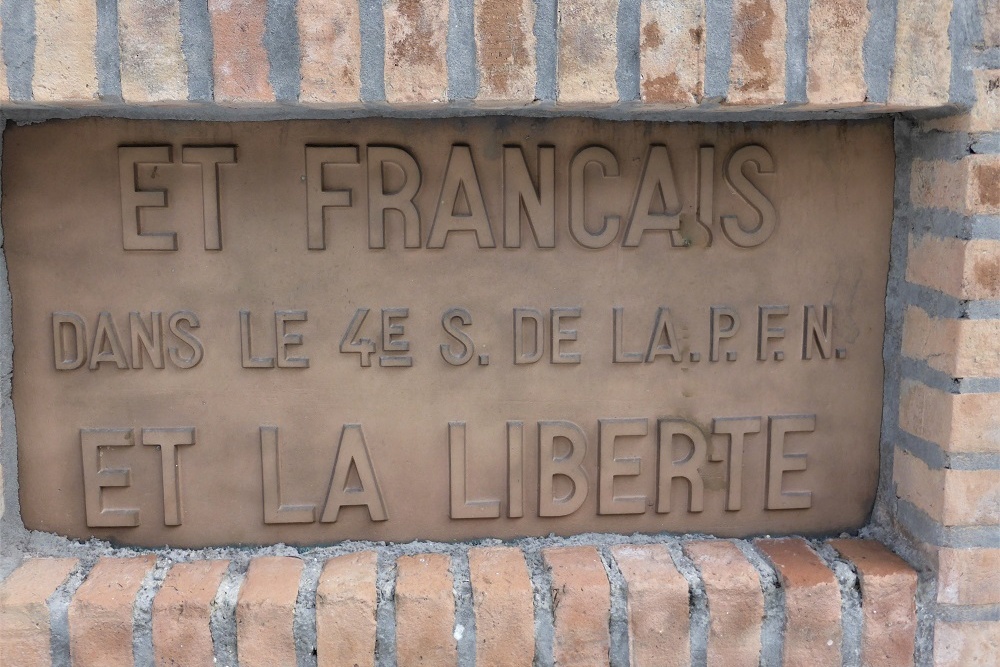 ET FRANCAIS
DANS LE 4E S. DE LA.P.F.N.
ET LA LIBERTE